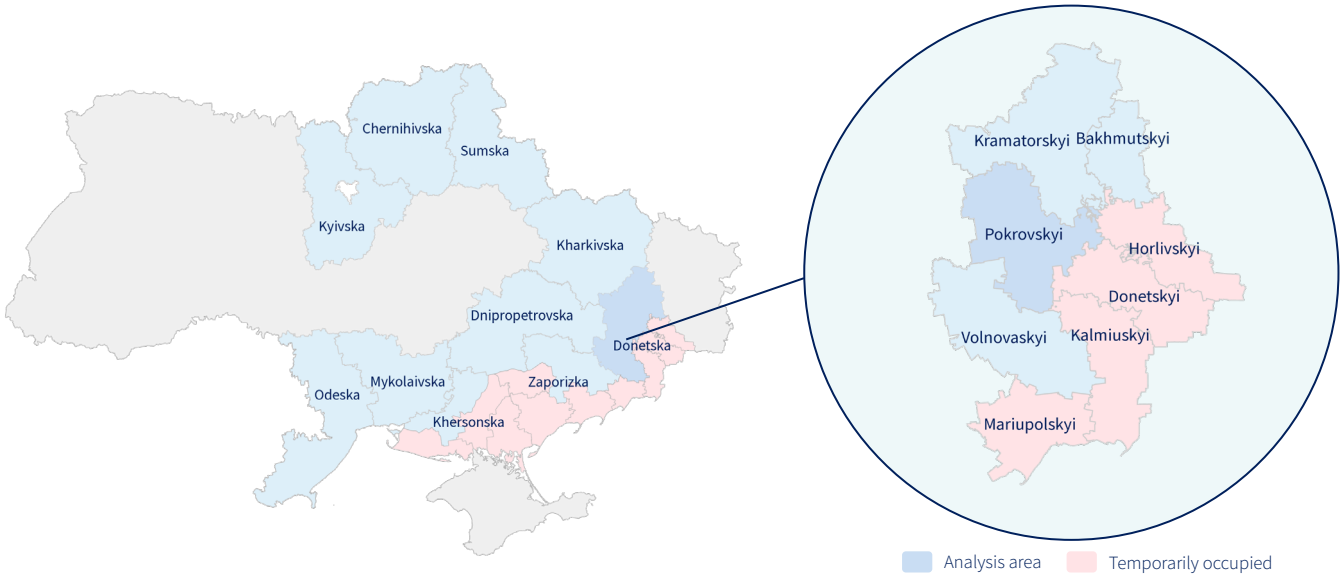 Chernihivska
Sumska
Kyivska
Kharkivska
Dnipropetrovska
Donetska
Odeska
Mykolaivska
Zaporizka
Khersonska
Kramatorskyi
Bakhmutskyi
Pokrovskyi
Horlivskyi
Donetskyi
Volnovaskyi
Kalmiuskyi
Mariupolskyi
Analysis area
Temporarily occupied